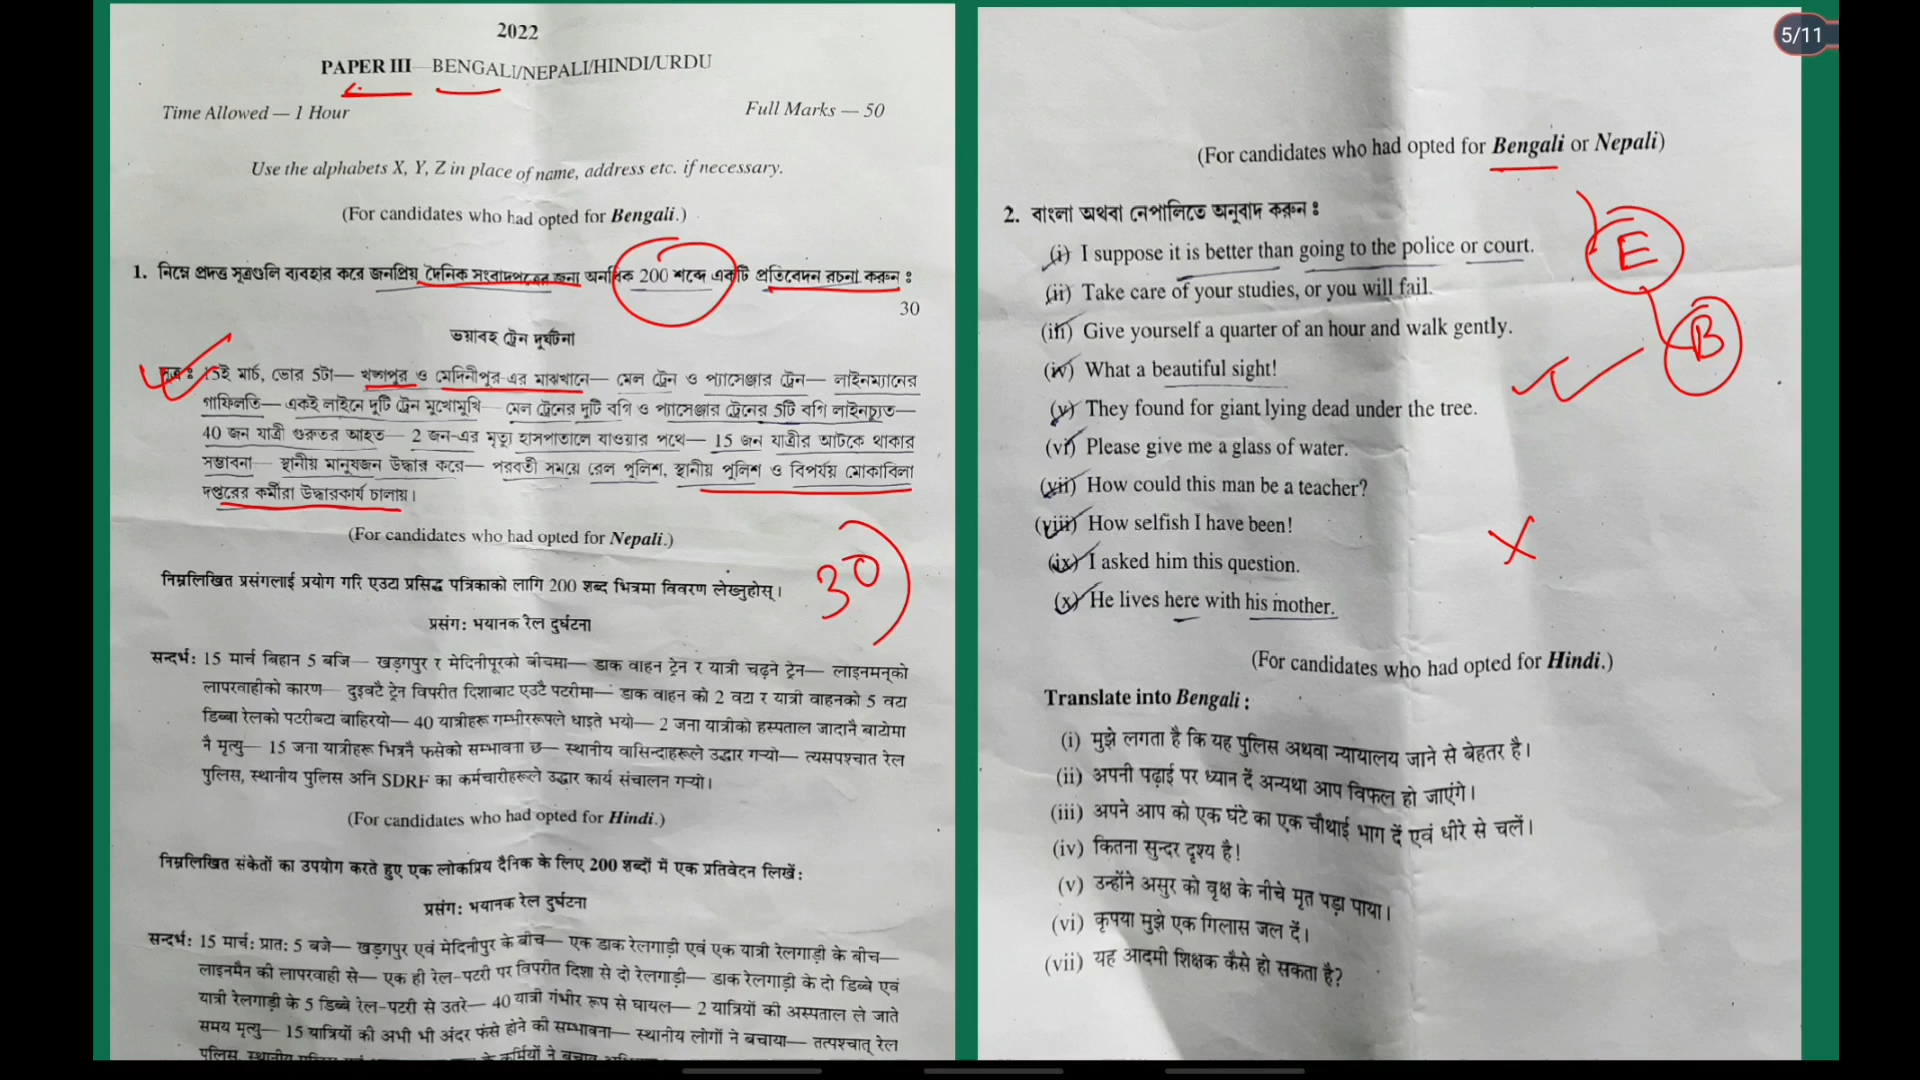 2022
PAPER III—BENGALI/NEPALI/HINDI/URDU
Time Allowed — 1 Hour
Full Marks — 50
Use the alphabets X, Y, Z in place of name, address etc. if necessary.
(For candidates who had opted for Bengali.)
1. নিম্নে প্রদত্ত সূত্রগুলি ব্যবহার করে জনপ্রিয় দৈনিক সংবাদপত্রের জন্য অনধিক 200 শব্দে একটি প্রতিবেদন রচনা করুন ঃ
30
ভয়াবহ ট্রেন দুর্ঘটনা
সূত্র ঃ 15ই মার্চ, ভোর 5টা— খড়্গপুর ও মেদিনীপুর-এর মাঝখানে— মেল ট্রেন ও প্যাসেঞ্জার ট্রেন— লাইনম্যানের
গাফিলতি— একই লাইনে দুটি ট্রেন মুখোমুখি— মেল ট্রেনের দুটি বগি ও প্যাসেঞ্জার ট্রেনের 5টি বগি লাইনচ্যুত—
40 জন যাত্রী গুরুতর আহত— 2 জন-এর মৃত্যু হাসপাতালে যাওয়ার পথে— 15 জন যাত্রীর আটকে থাকার
সম্ভাবনা— স্থানীয় মানুষজন উদ্ধার করে— পরবর্তী সময়ে রেল পুলিশ, স্থানীয় পুলিশ ও বিপর্যয় মোকাবিলা
দপ্তরের কর্মীরা উদ্ধারকার্য চালায়।
(For candidates who had opted for Nepali.)
30
निम्नलिखित प्रसंगलाई प्रयोग गरि एउटा प्रसिद्ध पत्रिकाको लागि 200 शब्द भित्रमा विवरण लेख्नुहोस्।
प्रसंग: भयानक रेल दुर्घटना
सन्दर्भ: 15 मार्च बिहान 5 बजि— खड़गपुर र मेदिनीपूरको बीचमा— डाक वाहन ट्रेन र यात्री चढ़ने ट्रेन— लाइनमन्‌को
लापरवाहीको कारण— दुइवटै ट्रेन विपरीत दिशाबाट एउटै पटरीमा— डाक वाहन को 2 वटा र यात्री वाहनको 5 वटा
डिब्बा रेलको पटरीबटा बाहिरियो— 40 यात्रीहरू गम्भीररूपले धाइते भयो— 2 जना यात्रीको हस्पताल जादानै बाटोमा
नै मृत्यु— 15 जना यात्रीहरू भित्रनै फसेको सम्भावना छ— स्थानीय वासिन्दाहरूले उद्धार गऱ्यो— त्यसपश्चात रेल
पुलिस, स्थानीय पुलिस अनि SDRF का कर्मचारीहरूले उद्धार कार्य संचालन गऱ्यो।
(For candidates who had opted for Hindi.)
निम्नलिखित संकेतों का उपयोग करते हुए एक लोकप्रिय दैनिक के लिए 200 शब्दों में एक प्रतिवेदन लिखें:
प्रसंग: भयानक रेल दुर्घटना
सन्दर्भ: 15 मार्च: प्रात: 5 बजे— खड़गपुर एवं मेदिनीपुर के बीच— एक डाक रेलगाड़ी एवं एक यात्री रेलगाड़ी के बीच—
लाइनमैन की लापरवाही से— एक ही रेल-पटरी पर विपरीत दिशा से दो रेलगाड़ी— डाक रेलगाड़ी के दो डिब्बे एवं
यात्री रेलगाड़ी के 5 डिब्बे रेल-पटरी से उतरे— 40 यात्री गंभीर रूप से घायल— 2 यात्रियों की अस्पताल ले जाते
समय मृत्यु— 15 यात्रियों की अभी भी अंदर फंसे होने की सम्भावना— स्थानीय लोगों ने बचाया— तत्पश्चात् रेल
पुलिस, स्थानीय
के कर्मियों ने बचाव
5/11
(For candidates who had opted for Bengali or Nepali)
2. বাংলা অথবা নেপালিতে অনুবাদ করুন ঃ
(i) I suppose it is better than going to the police or court.
(ii) Take care of your studies, or you will fail.
(iii) Give yourself a quarter of an hour and walk gently.
(iv) What a beautiful sight!
(v) They found for giant lying dead under the tree.
(vi) Please give me a glass of water.
(vii) How could this man be a teacher?
(viii) How selfish I have been!
(ix) I asked him this question.
(x) He lives here with his mother.
E
B
(For candidates who had opted for Hindi.)
Translate into Bengali :
(i) मुझे लगता है कि यह पुलिस अथवा न्यायालय जाने से बेहतर है।
(ii) अपनी पढ़ाई पर ध्यान दें अन्यथा आप विफल हो जाएंगे।
(iii) अपने आप को एक घंटे का एक चौथाई भाग दें एवं धीरे से चलें।
(iv) कितना सुन्दर दृश्य है!
(v) उन्होंने असुर को वृक्ष के नीचे मृत पड़ा पाया।
(vi) कृपया मुझे एक गिलास जल दें।
(vii) यह आदमी शिक्षक कैसे हो सकता है?